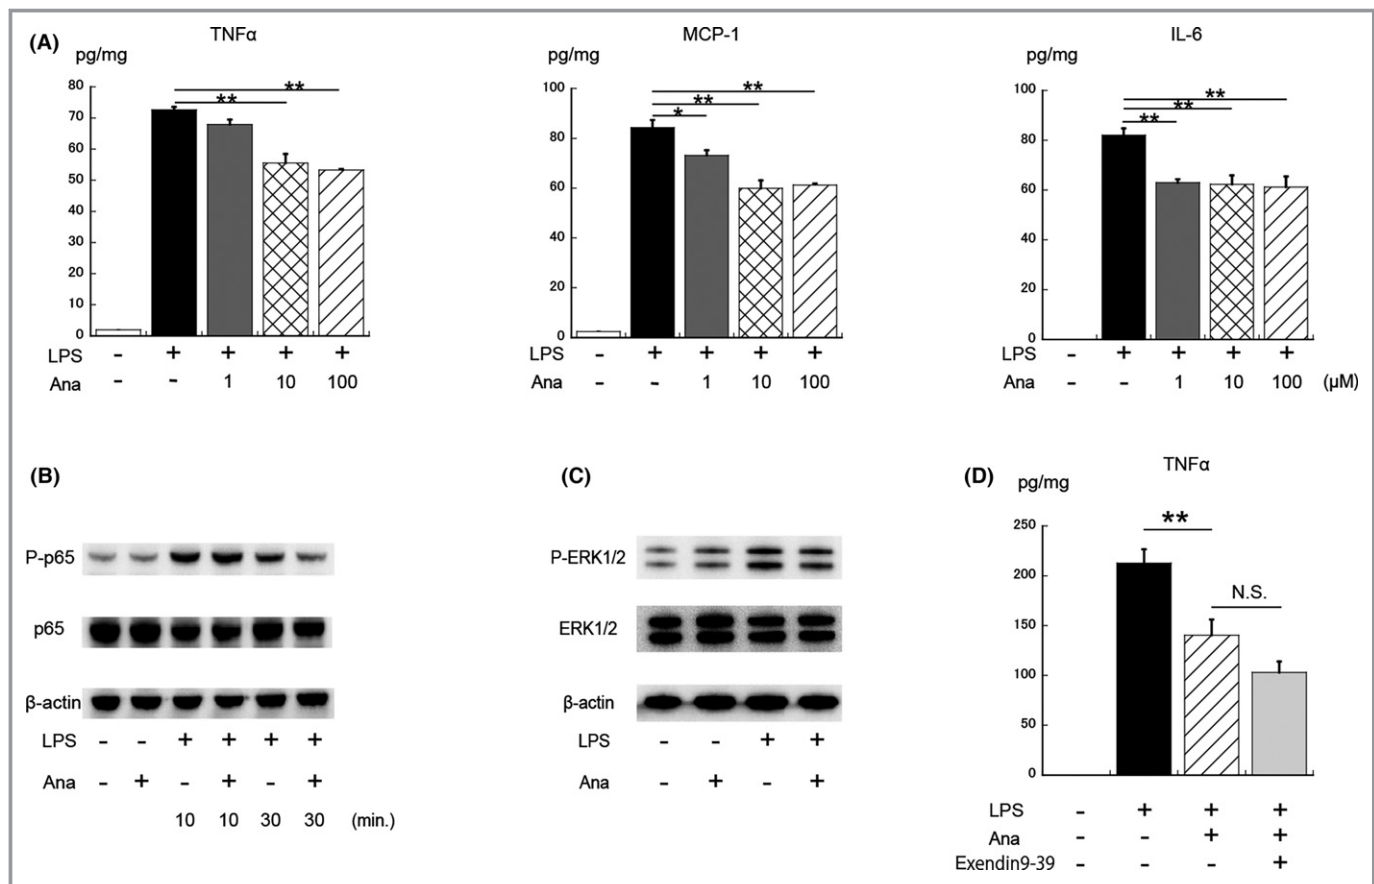 (A)
TNFα
pg/mg
80
70
60
50
40
30
20
10
0
**
**
LPS - + + + +
Ana - - 1 10 100
MCP-1
pg/mg
100
80
60
40
20
0
**
**
*
LPS - + + + +
Ana - - 1 10 100
IL-6
pg/mg
100
80
60
40
20
0
**
**
**
LPS - + + + +
Ana - - 1 10 100 (μM)
(B)
P-p65
p65
β-actin
LPS - - + + + +
Ana - + - + - +
10 10 30 30 (min.)
(C)
P-ERK1/2
ERK1/2
β-actin
LPS - - + +
Ana - + - +
(D)
TNFα
pg/mg
250
200
150
100
50
0
**
N.S.
LPS - + + +
Ana - - + +
Exendin9-39 - - - +